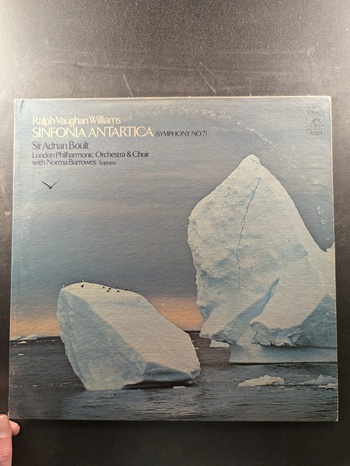 Ralph Vaughan Williams
SINFONIA ANTARTICA (SYMPHONY NO.7)
Sir Adrian Boult
London Philharmonic Orchestra & Choir
with Norma Burrowes Soprano